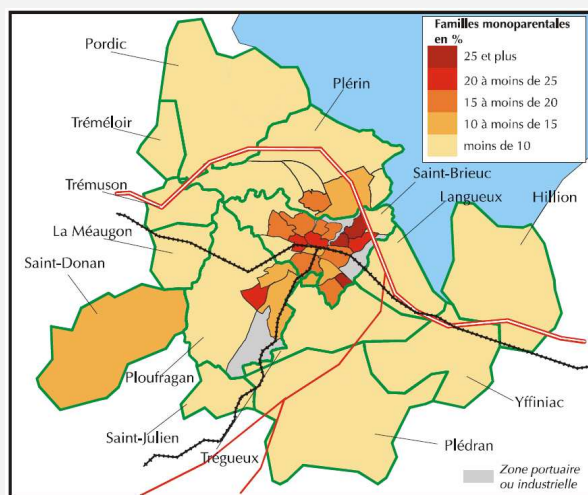 Familles monoparentales
en %
25 et plus
20 à moins de 25
15 à moins de 20
10 à moins de 15
moins de 10
Pordic
Plérin
Tréméloir
Saint-Brieuc
Trémuson
Langueux
Hillion
La Méaugon
Saint-Donan
Ploufragan
Yffiniac
Saint-Julien
Trégueux
Plédran
Zone portuaire
ou industrielle